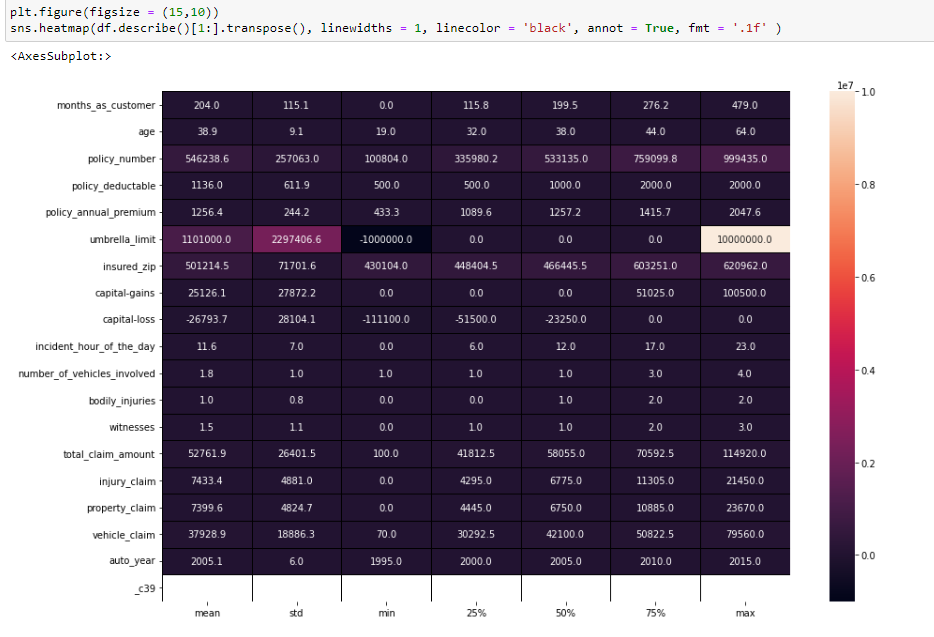 plt.figure(figsize = (15,10))
sns.heatmap(df.describe()[1:].transpose(), linewidths = 1, linecolor = 'black', annot = True, fmt = '.1f' )
<AxesSubplot:>
1e7
months_as_customer 204.0 115.1 0.0 115.8 199.5 276.2 479.0
age 38.9 9.1 19.0 32.0 38.0 44.0 64.0
policy_number 546238.6 257063.0 100804.0 335980.2 533135.0 759099.8 999435.0
policy_deductable 1136.0 611.9 500.0 500.0 1000.0 2000.0 2000.0
policy_annual_premium 1256.4 244.2 433.3 1089.6 1257.2 1415.7 2047.6
umbrella_limit 1101000.0 2297406.6 -1000000.0 0.0 0.0 0.0 10000000.0
insured_zip 501214.5 71701.6 430104.0 448404.5 466445.5 603251.0 620962.0
capital-gains 25126.1 27872.2 0.0 0.0 0.0 51025.0 100500.0
capital-loss -26793.7 28104.1 -111100.0 -51500.0 -23250.0 0.0 0.0
incident_hour_of_the_day 11.6 7.0 0.0 6.0 12.0 17.0 23.0
number_of_vehicles_involved 1.8 1.0 1.0 1.0 1.0 3.0 4.0
bodily_injuries 1.0 0.8 0.0 0.0 1.0 2.0 2.0
witnesses 1.5 1.1 0.0 1.0 1.0 2.0 3.0
total_claim_amount 52761.9 26401.5 100.0 41812.5 58055.0 70592.5 114920.0
injury_claim 7433.4 4881.0 0.0 4295.0 6775.0 11305.0 21450.0
property_claim 7399.6 4824.7 0.0 4445.0 6750.0 10885.0 23670.0
vehicle_claim 37928.9 18886.3 70.0 30292.5 42100.0 50822.5 79560.0
auto_year 2005.1 6.0 1995.0 2000.0 2005.0 2010.0 2015.0
_c39
mean std min 25% 50% 75% max
1.0
0.8
0.6
0.4
0.2
0.0